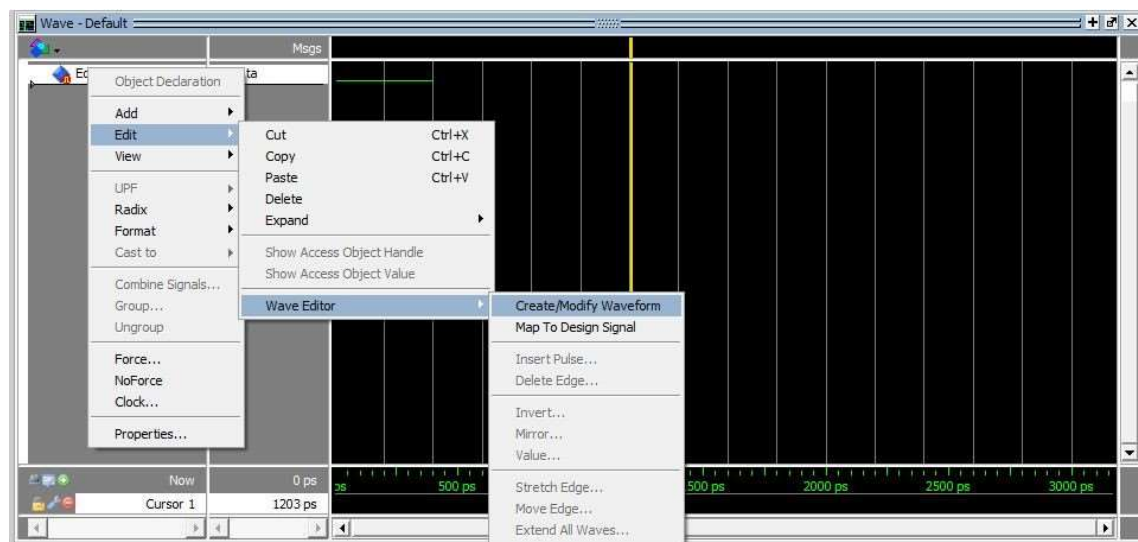 Wave - Default
Msgs
Object Declaration
Add
Edit
View
UPF
Radix
Format
Cast to
Combine Signals...
Group...
Ungroup
Force...
NoForce
Clock...
Properties...
Cut Ctrl+X
Copy Ctrl+C
Paste Ctrl+V
Delete
Expand
Show Access Object Handle
Show Access Object Value
Wave Editor
Create/Modify Waveform
Map To Design Signal
Insert Pulse...
Delete Edge...
Invert...
Mirror...
Value...
Stretch Edge...
Move Edge...
Extend All Waves...
Now 0 ps
ps 500 ps 500 ps 2000 ps 2500 ps 3000 ps
Cursor 1 1203 ps